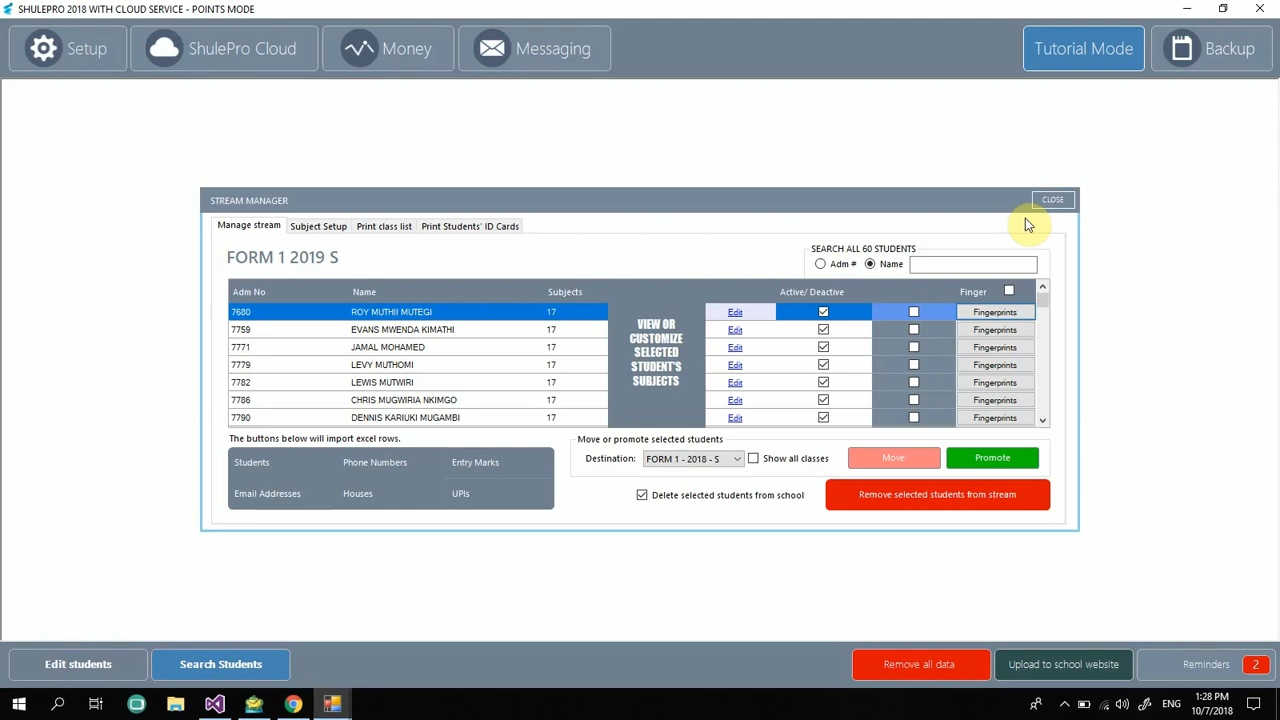 SHULEPRO 2018 WITH CLOUD SERVICE - POINTS MODE
Setup ShulePro Cloud Money Messaging Tutorial Mode Backup
STREAM MANAGER CLOSE
Manage stream Subject Setup Print class list Print Students' ID Cards
FORM 1 2019 S
SEARCH ALL 60 STUDENTS
Adm # Name
Adm No Name Subjects Active/ Deactive Finger
7680 ROY MUTHII MUTEGI 17 Edit Fingerprints
7759 EVANS MWENDA KIMATHI 17 Edit Fingerprints
7771 JAMAL MOHAMED 17 Edit Fingerprints
7779 LEVY MUTHOMI 17 Edit Fingerprints
7782 LEWIS MUTWIRI 17 Edit Fingerprints
7786 CHRIS MUGWIRIA NKIMGO 17 Edit Fingerprints
7790 DENNIS KARIUKI MUGAMBI 17 Edit Fingerprints
VIEW OR
CUSTOMIZE
SELECTED
STUDENT'S
SUBJECTS
The buttons below will import excel rows.
Students Phone Numbers Entry Marks
Email Addresses Houses UPIs
Move or promote selected students
Destination: FORM 1 - 2018 - S Show all classes Move Promote
Delete selected students from school Remove selected students from stream
Edit students Search Students Remove all data Upload to school website Reminders 2
ENG 1:28 PM
10/7/2018